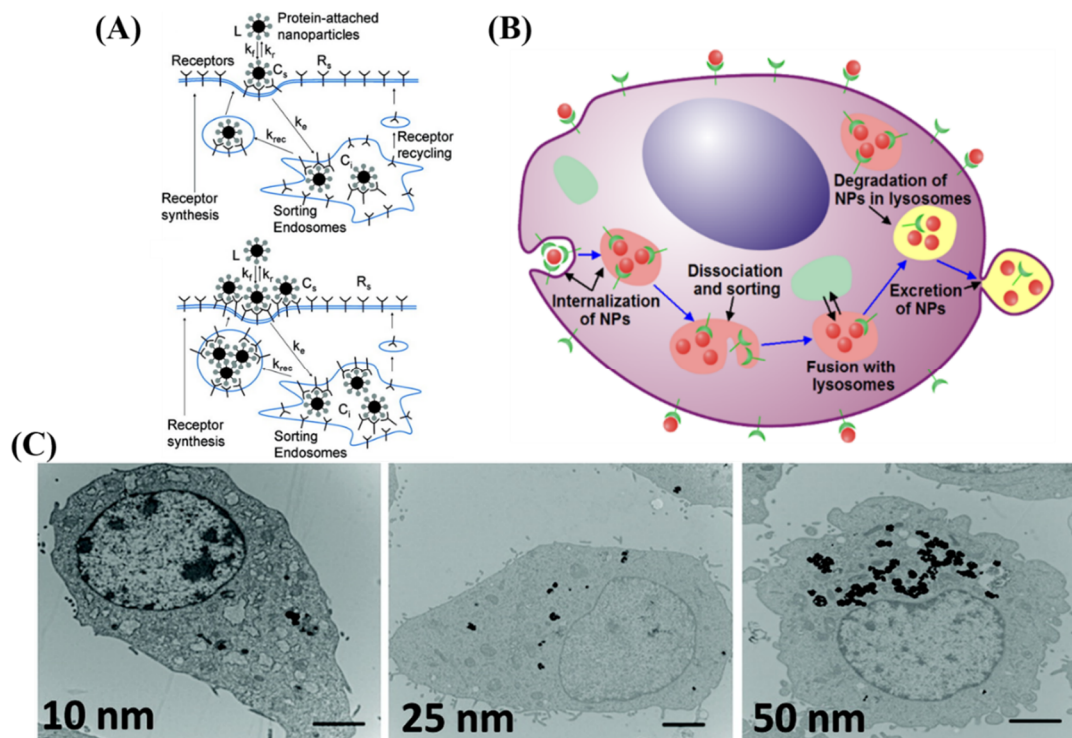 (A)
Protein-attached
nanoparticles
L
kf kr
Receptors
Cs
Rs
ke
krec
Receptor
recycling
Ci
Receptor
synthesis
Sorting
Endosomes
L
kf kr
Cs
Rs
ke
krec
Ci
Receptor
synthesis
Sorting
Endosomes
(B)
Degradation of
NPs in lysosomes
Internalization
of NPs
Dissociation
and sorting
Excretion
of NPs
Fusion with
lysosomes
(C)
10 nm
25 nm
50 nm